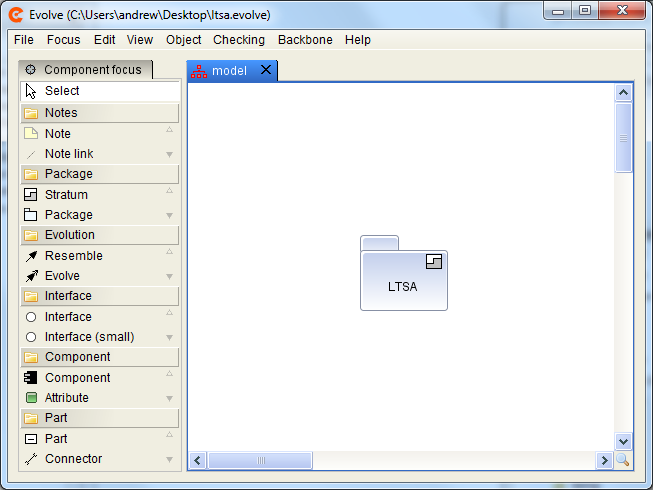 Evolve (C:\Users\andrew\Desktop\ltsa.evolve)
File Focus Edit View Object Checking Backbone Help
Component focus
model
Select
Notes
Note
Note link
Package
Stratum
Package
Evolution
Resemble
Evolve
Interface
Interface
Interface (small)
Component
Component
Attribute
Part
Part
Connector
LTSA